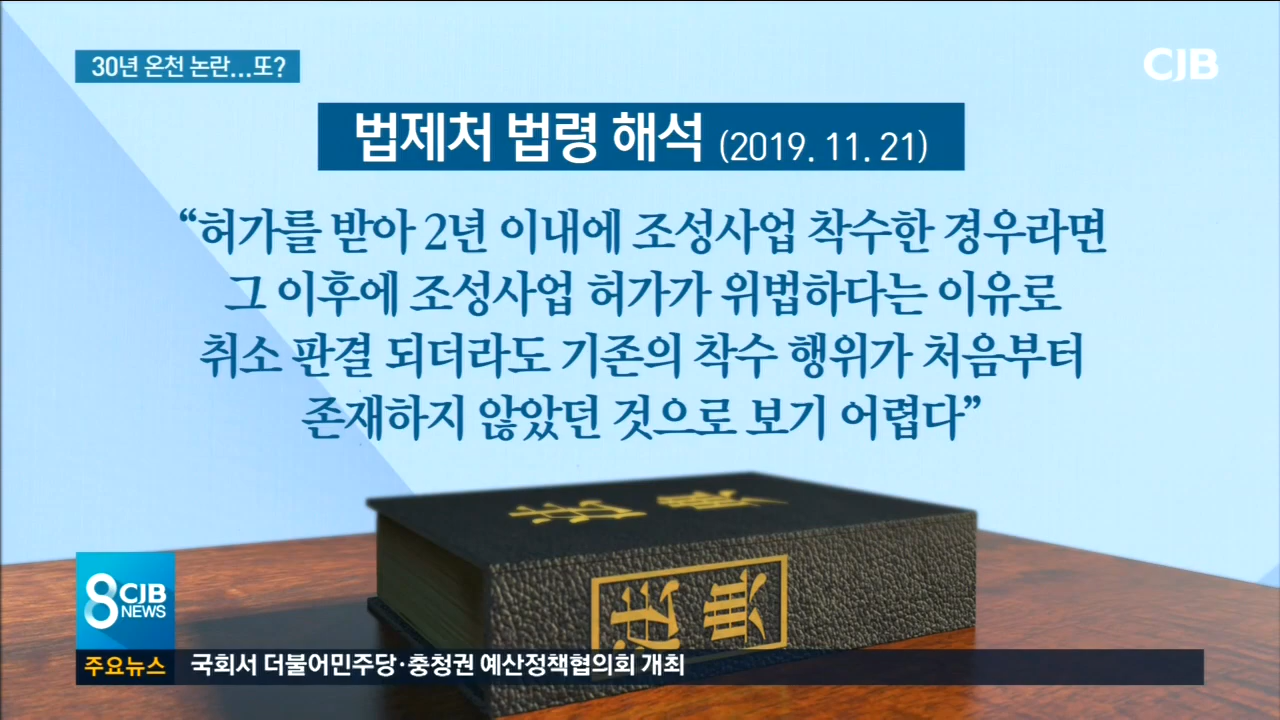 30년 온천 논란...또?
CJB
법제처 법령 해석 (2019. 11. 21)
“허가를 받아 2년 이내에 조성사업 착수한 경우라면
그 이후에 조성사업 허가가 위법하다는 이유로
취소 판결 되더라도 기존의 착수 행위가 처음부터
존재하지 않았던 것으로 보기 어렵다”
法典
法典
8 CJB
NEWS
주요뉴스 국회서 더불어민주당·충청권 예산정책협의회 개최